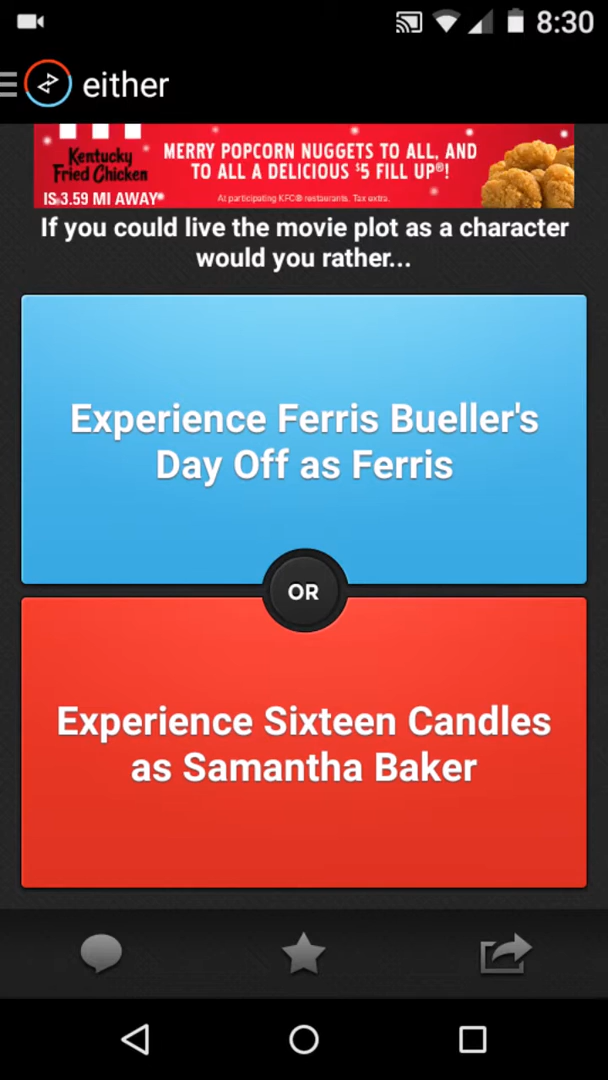 8:30
either
Kentucky
Fried Chicken
IS 3.59 MI AWAY*
MERRY POPCORN NUGGETS TO ALL, AND
TO ALL A DELICIOUS $5 FILL UP®!
At participating KFC® restaurants. Tax extra.
If you could live the movie plot as a character
would you rather...
Experience Ferris Bueller's
Day Off as Ferris
OR
Experience Sixteen Candles
as Samantha Baker